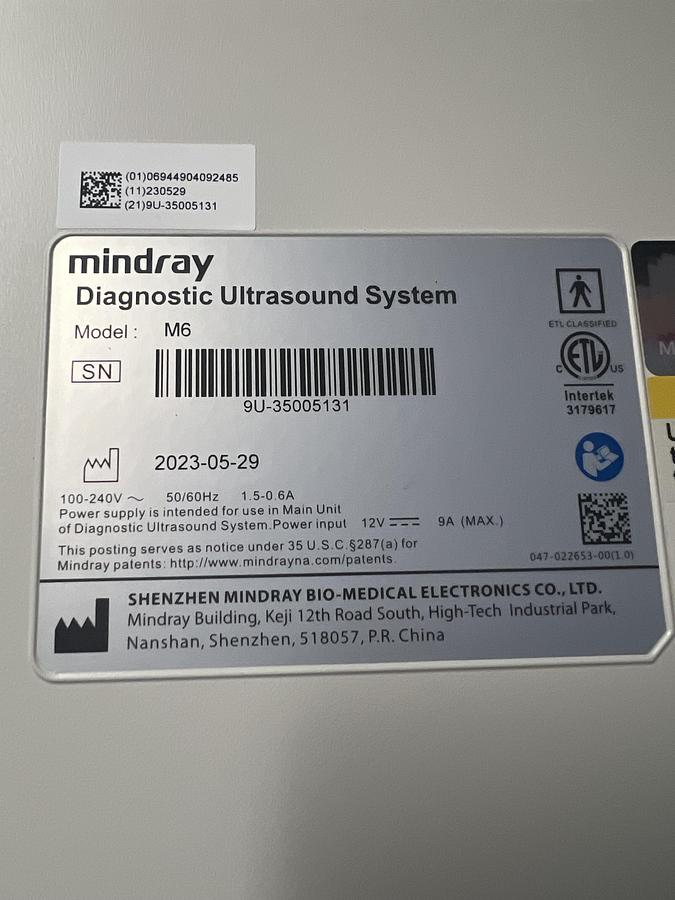 (01)06944904092485
(11)230529
(21)9U-35005131
mindray
Diagnostic Ultrasound System
Model : M6
SN
9U-35005131
2023-05-29
100-240V ~ 50/60Hz 1.5-0.6A
Power supply is intended for use in Main Unit
of Diagnostic Ultrasound System.Power input 12V ⎓ 9A (MAX.)
This posting serves as notice under 35 U.S.C.§287(a) for
Mindray patents: http://www.mindrayna.com/patents.
ETL CLASSIFIED
C ETL US
Intertek
3179617
047-022653-00(1.0)
SHENZHEN MINDRAY BIO-MEDICAL ELECTRONICS CO., LTD.
Mindray Building, Keji 12th Road South, High-Tech Industrial Park,
Nanshan, Shenzhen, 518057, P.R. China
M